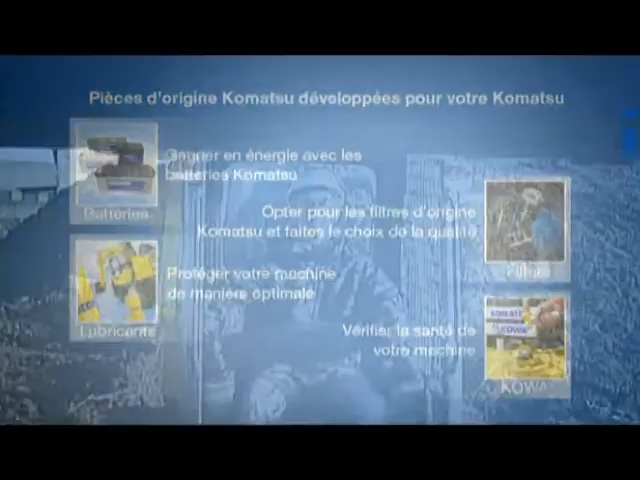 Pièces d'origine Komatsu développées pour votre Komatsu
Gagner en énergie avec les
batteries Komatsu
Batteries
Opter pour les filtres d'origine
Komatsu et faites le choix de la qualité
Filtres
Protéger votre machine
de manière optimale
Lubricants
Vérifier la santé de
votre machine
KOWA